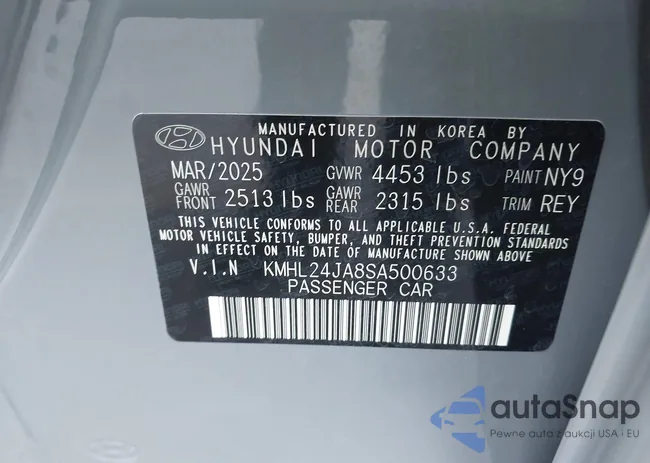 MANUFACTURED IN KOREA BY
HYUNDAI MOTOR COMPANY
MAR/2025 GVWR 4453 lbs PAINT NY9
GAWR FRONT 2513 lbs GAWR REAR 2315 lbs TRIM REY
THIS VEHICLE CONFORMS TO ALL APPLICABLE U.S.A. FEDERAL
MOTOR VEHICLE SAFETY, BUMPER, AND THEFT PREVENTION STANDARDS
IN EFFECT ON THE DATE OF MANUFACTURE SHOWN ABOVE.
V.I.N KMHL24JA8SA500633
PASSENGER CAR
autaSnap
Pewne auta z aukcji USA i EU